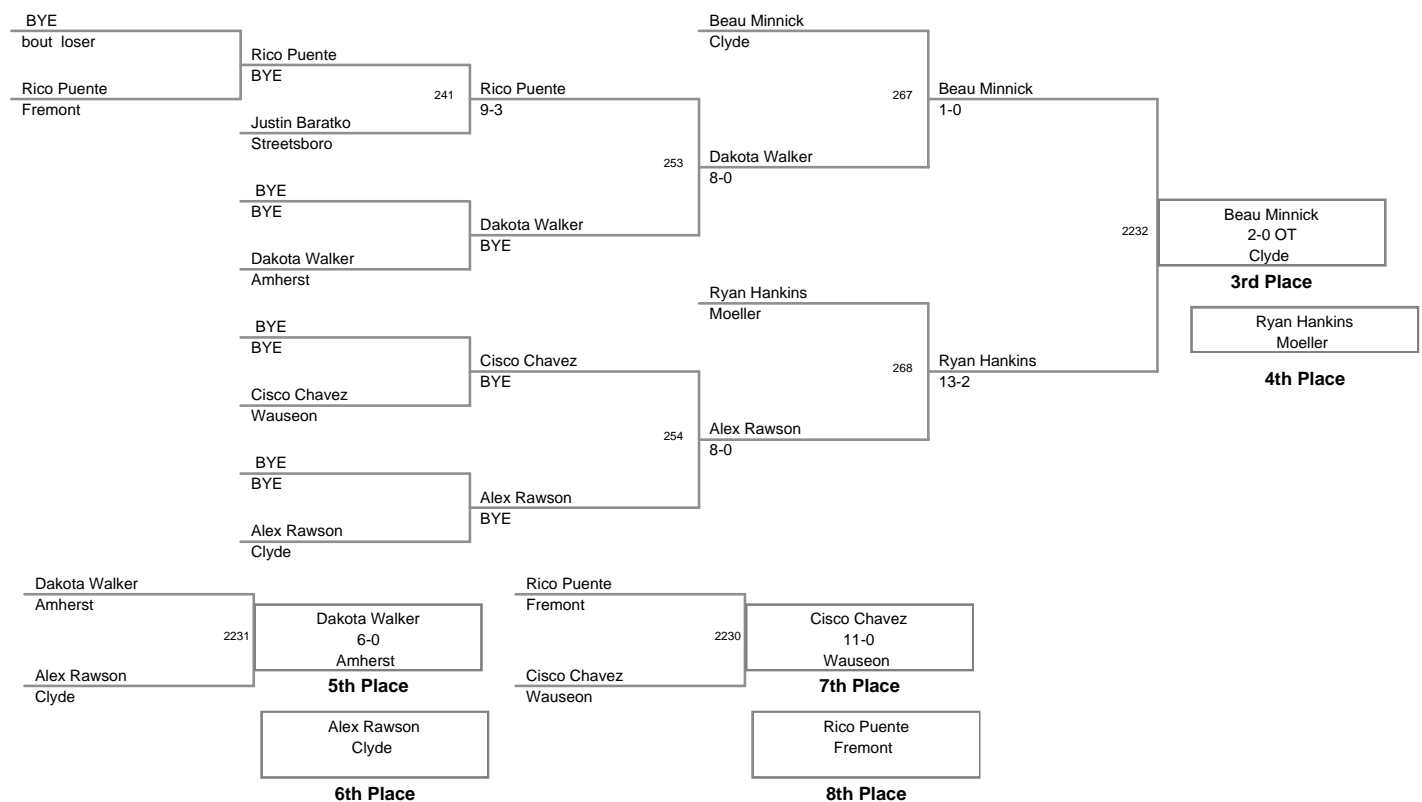 BYE
bout loser
Rico Puente
Fremont
Rico Puente
BYE
241
Justin Baratko
Streetsboro
Rico Puente
9-3
BYE
BYE
Dakota Walker
Amherst
Dakota Walker
BYE
253
Beau Minnick
Clyde
Dakota Walker
8-0
267
Beau Minnick
1-0
BYE
BYE
Cisco Chavez
Wauseon
Cisco Chavez
BYE
BYE
BYE
Alex Rawson
Clyde
Alex Rawson
BYE
254
Ryan Hankins
Moeller
Alex Rawson
8-0
268
Ryan Hankins
13-2
2232
Beau Minnick
2-0 OT
Clyde
3rd Place
Ryan Hankins
Moeller
4th Place
Dakota Walker
Amherst
2231
Alex Rawson
Clyde
Dakota Walker
6-0
Amherst
5th Place
Alex Rawson
Clyde
6th Place
Rico Puente
Fremont
2230
Cisco Chavez
Wauseon
Cisco Chavez
11-0
Wauseon
7th Place
Rico Puente
Fremont
8th Place